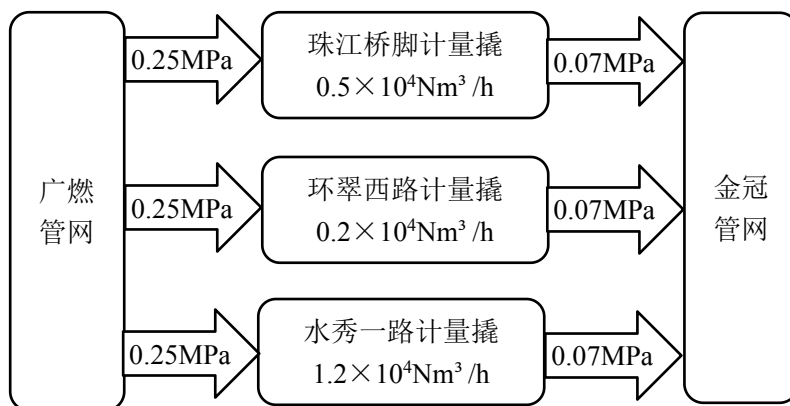 广燃
管网
0.25MPa
珠江桥脚计量撬
0.5×10⁴Nm³/h
0.07MPa
0.25MPa
环翠西路计量撬
0.2×10⁴Nm³/h
0.07MPa
0.25MPa
水秀一路计量撬
1.2×10⁴Nm³/h
0.07MPa
金冠
管网